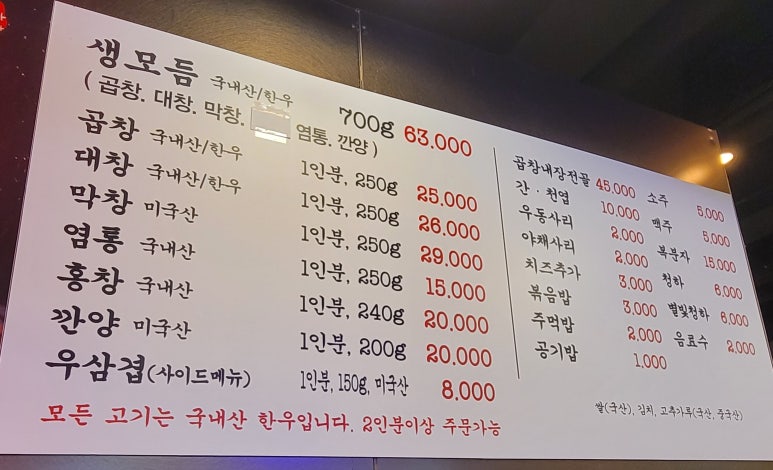 생모듬 국내산/한우 700g 63.000
( 곱창. 대창. 막창. 염통. 깐양 )
곱창 국내산/한우 1인분, 250g 25.000
대창 국내산/한우 1인분, 250g 26.000
막창 미국산 1인분, 250g 29.000
염통 국내산 1인분, 250g 15.000
홍창 국내산 1인분, 240g 20.000
깐양 미국산 1인분, 200g 20.000
우삼겹(사이드메뉴) 1인분, 150g, 미국산 8.000
모든 고기는 국내산 한우입니다. 2인분이상 주문가능
곱창내장전골 45.000
간 · 천엽 10.000
우동사리 2.000
야채사리 2.000
치즈추가 3.000
볶음밥 3.000
주먹밥 2.000
공기밥 1.000
소주 5.000
맥주 5.000
복분자 15.000
청하 6.000
별빛청하 6.000
음료수 2.000
쌀(국산), 김치, 고추가루(국산, 중국산)